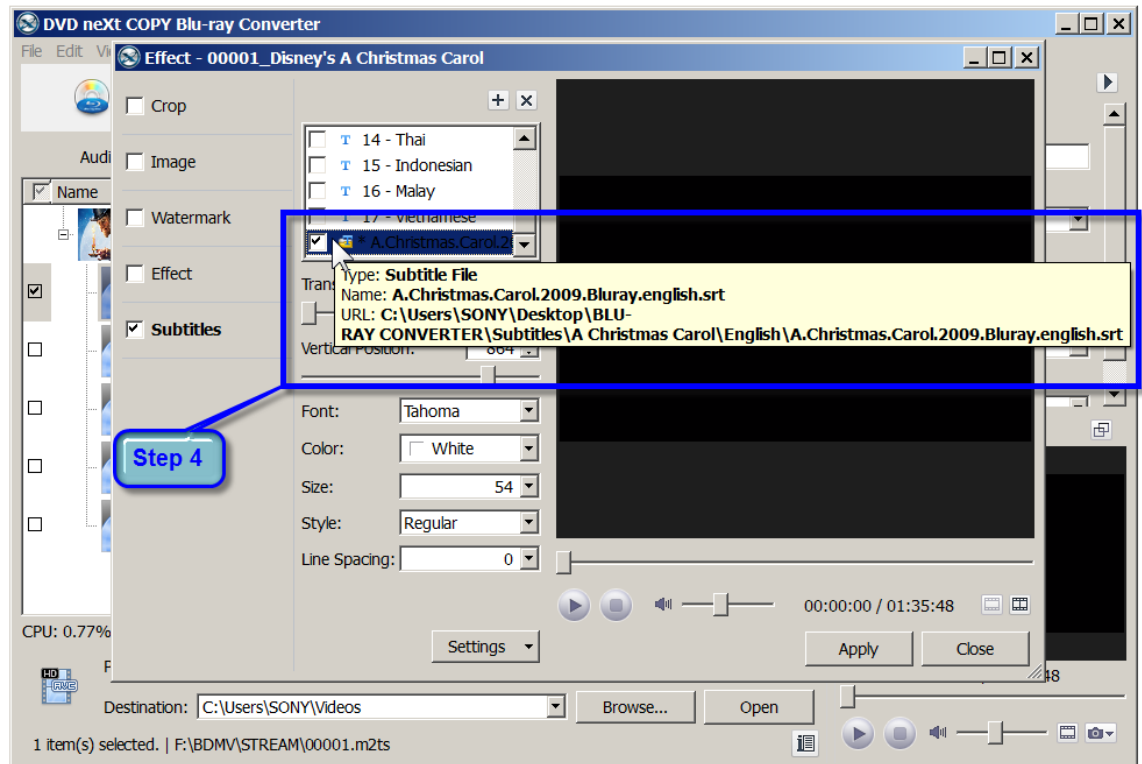 DVD neXt COPY Blu-ray Converter
File Edit Vi
Effect - 00001_Disney's A Christmas Carol
Crop
Image
Watermark
Effect
Subtitles
Audi
Name
T 14 - Thai
T 15 - Indonesian
T 16 - Malay
T 17 - Vietnamese
* A.Christmas.Carol.2
Type: Subtitle File
Name: A.Christmas.Carol.2009.Bluray.english.srt
URL: C:\Users\SONY\Desktop\BLU-
RAY CONVERTER\Subtitles\A Christmas Carol\English\A.Christmas.Carol.2009.Bluray.english.srt
Trans
Vertical Position: 864
Font: Tahoma
Color: White
Size: 54
Style: Regular
Line Spacing: 0
Step 4
00:00:00 / 01:35:48
Settings
Apply
Close
CPU: 0.77%
HD
AVC
P
48
Destination: C:\Users\SONY\Videos
Browse...
Open
1 item(s) selected. | F:\BDMV\STREAM\00001.m2ts